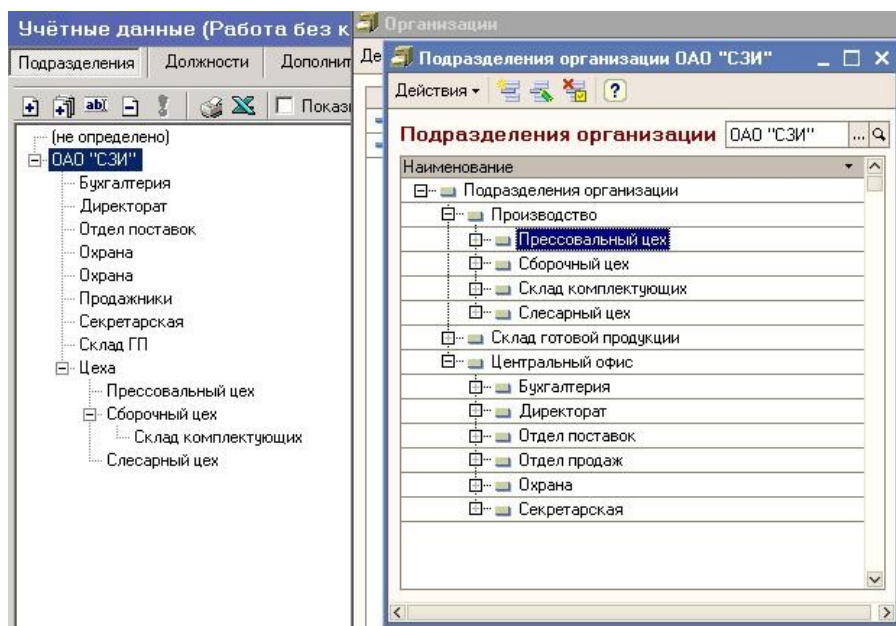 Учётные данные (Работа без к
Подразделения Должности Дополнит
abI Показы
(не определено)
ОАО "СЗИ"
Бухгалтерия
Директорат
Отдел поставок
Охрана
Охрана
Продажники
Секретарская
Склад ГП
Цеха
Прессовальный цех
Сборочный цех
Склад комплектующих
Слесарный цех
Организации
Де
Подразделения организации ОАО "СЗИ"
Действия
Подразделения организации ОАО "СЗИ" ...
Наименование
Подразделения организации
Производство
Прессовальный цех
Сборочный цех
Склад комплектующих
Слесарный цех
Склад готовой продукции
Центральный офис
Бухгалтерия
Директорат
Отдел поставок
Отдел продаж
Охрана
Секретарская